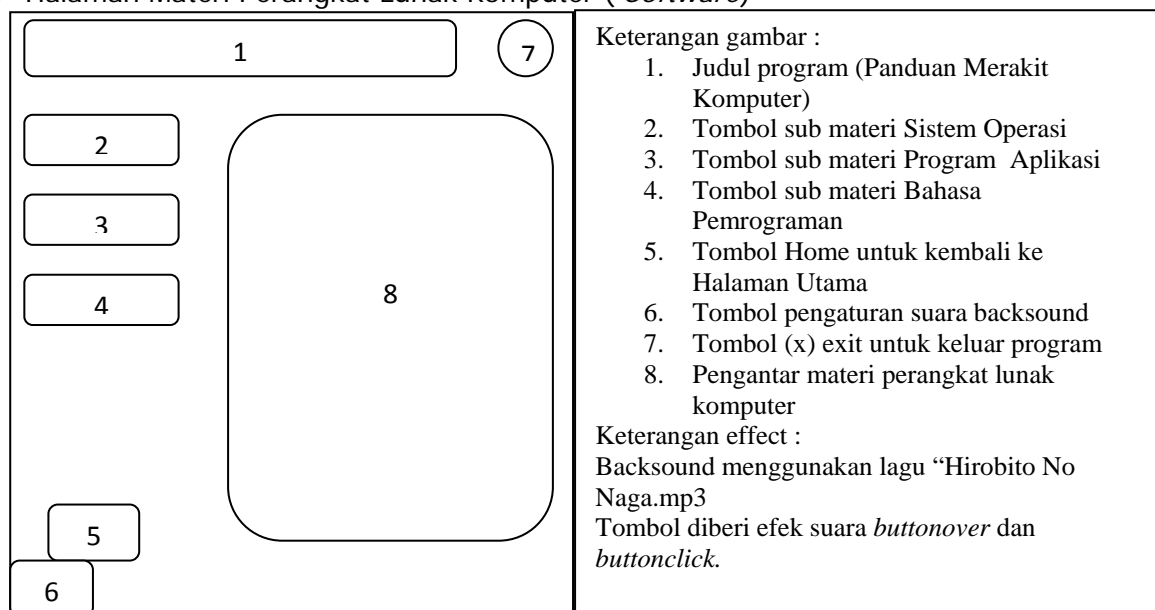 Halaman Materi Perangkat Lunak Komputer ( Software)
1
7
2
3
4
8
5
6
Keterangan gambar :
1. Judul program (Panduan Merakit
Komputer)
2. Tombol sub materi Sistem Operasi
3. Tombol sub materi Program Aplikasi
4. Tombol sub materi Bahasa
Pemrograman
5. Tombol Home untuk kembali ke
Halaman Utama
6. Tombol pengaturan suara backsound
7. Tombol (x) exit untuk keluar program
8. Pengantar materi perangkat lunak
komputer
Keterangan effect :
Backsound menggunakan lagu “Hirobito No
Naga.mp3
Tombol diberi efek suara buttonover dan
buttonclick.